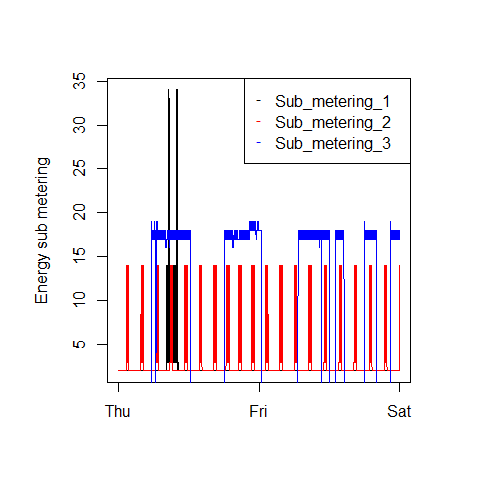 35
30
25
20
15
10
5
Energy sub metering
Sub_metering_1
Sub_metering_2
Sub_metering_3
Thu Fri Sat